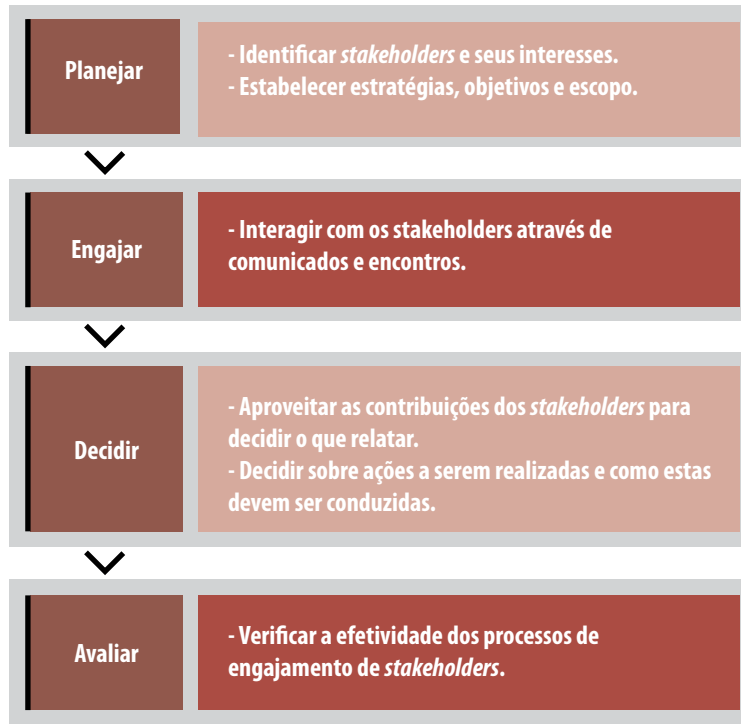 Planejar
- Identificar stakeholders e seus interesses.
- Estabelecer estratégias, objetivos e escopo.
Engajar
- Interagir com os stakeholders através de
comunicados e encontros.
Decidir
- Aproveitar as contribuições dos stakeholders para
decidir o que relatar.
- Decidir sobre ações a serem realizadas e como estas
devem ser conduzidas.
Avaliar
- Verificar a efetividade dos processos de
engajamento de stakeholders.